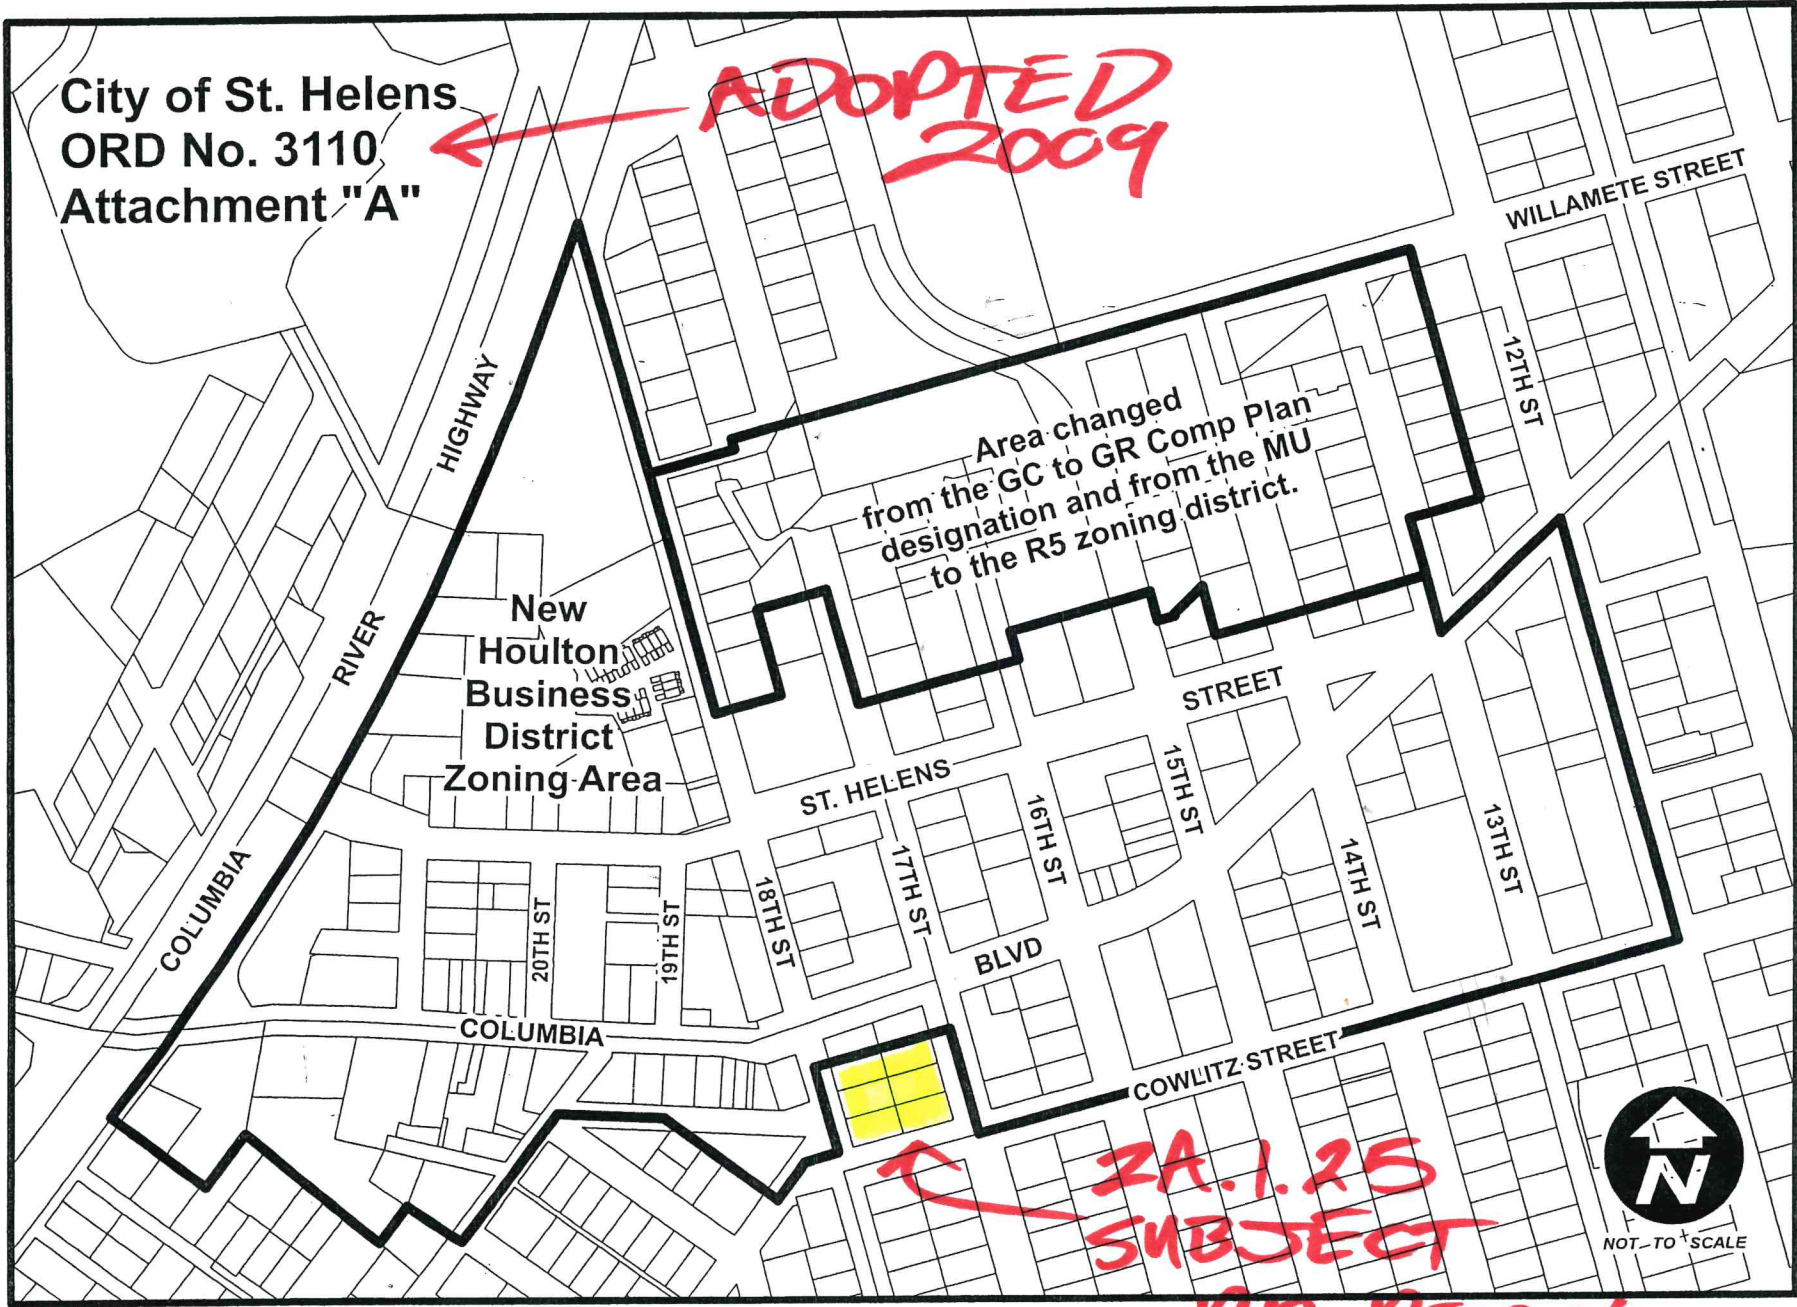 City of St. Helens
ORD No. 3110
Attachment "A"
ADOPTED
2009
WILLAMETE STREET
HIGHWAY
12TH ST
Area changed
from the GC to GR Comp Plan
designation and from the MU
to the R5 zoning district.
New
Houlton
Business
District
Zoning Area
RIVER
STREET
ST. HELENS
15TH ST
16TH ST
13TH ST
14TH ST
17TH ST
18TH ST
19TH ST
20TH ST
COLUMBIA
BLVD
COLUMBIA
COWLITZ STREET
ZA.1.25
SUBJECT
N
NOT TO SCALE